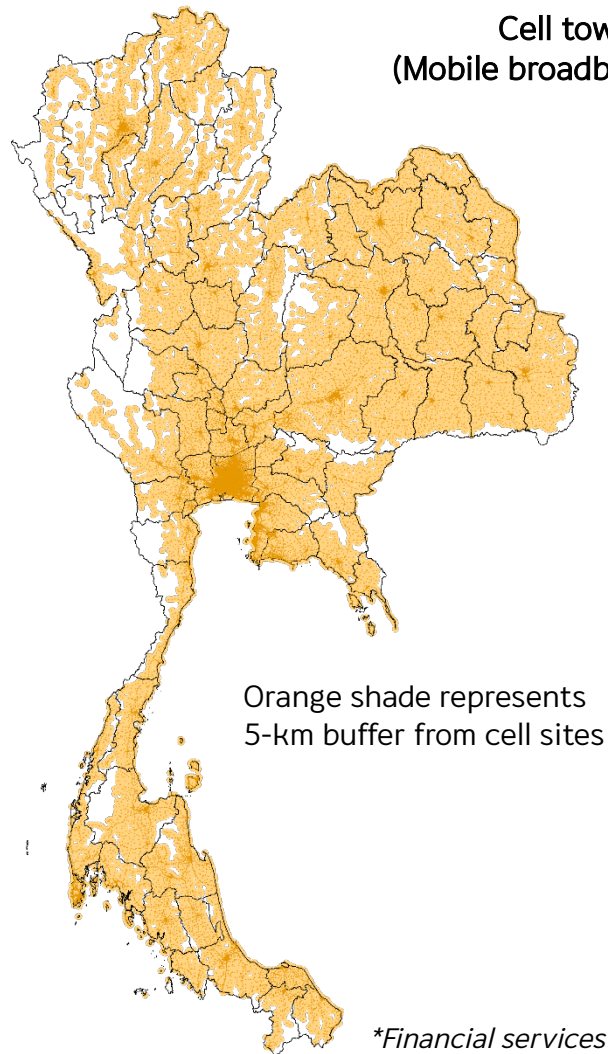 Cell tow
(Mobile broadb
Orange shade represents
5-km buffer from cell sites
*Financial services